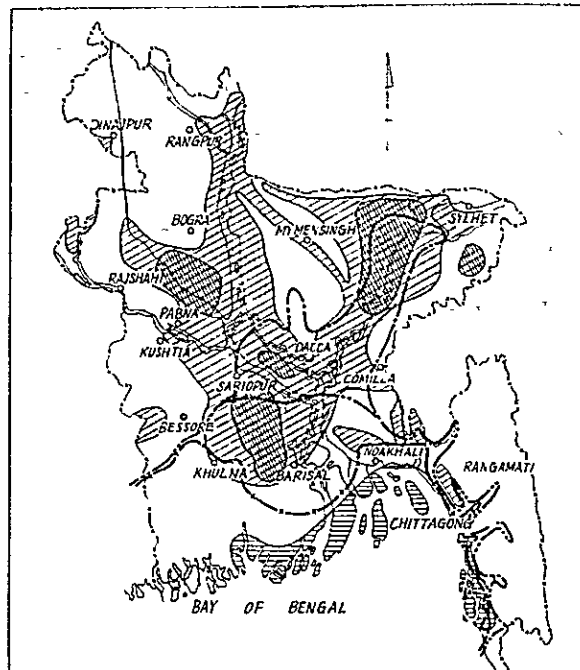 DINAJPUR
RANGPUR
BOGRA
MYMENSINGH
SYLHET
RAJSHAHI
PABNA
KUSHTIA
DACCA
COMILLA
SARIOPUR
BESSORE
KHULNA
BARISAL
NOAKHALI
RANGAMATI
CHITTAGONG
BAY OF BENGAL